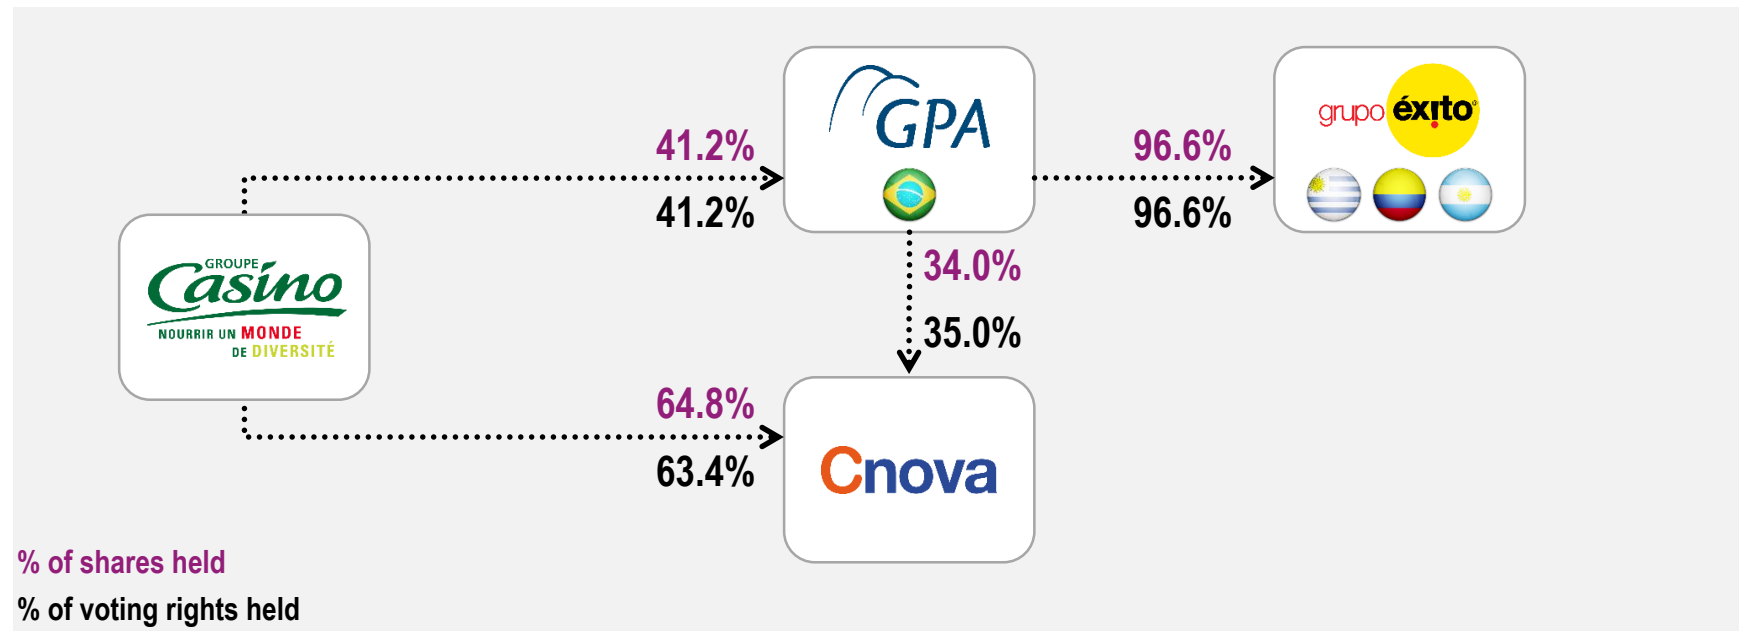 GPA
grupo éxito
41.2%
96.6%
41.2%
96.6%
GROUPE
Casino
NOURRIR UN MONDE
DE DIVERSITÉ
34.0%
35.0%
64.8%
63.4%
Cnova
% of shares held
% of voting rights held